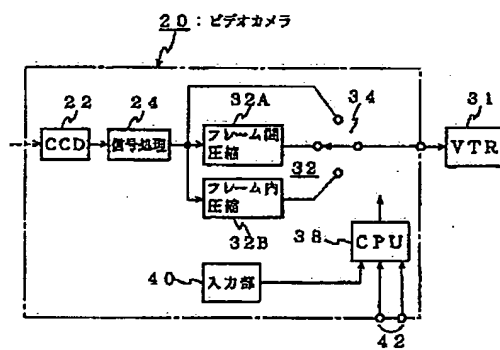 20:ビデオカメラ
22
24
32A
34
31
CCD
信号処理
フレーム間
圧縮
32
VTR
フレーム内
圧縮
32B
38
CPU
40
入力部
42